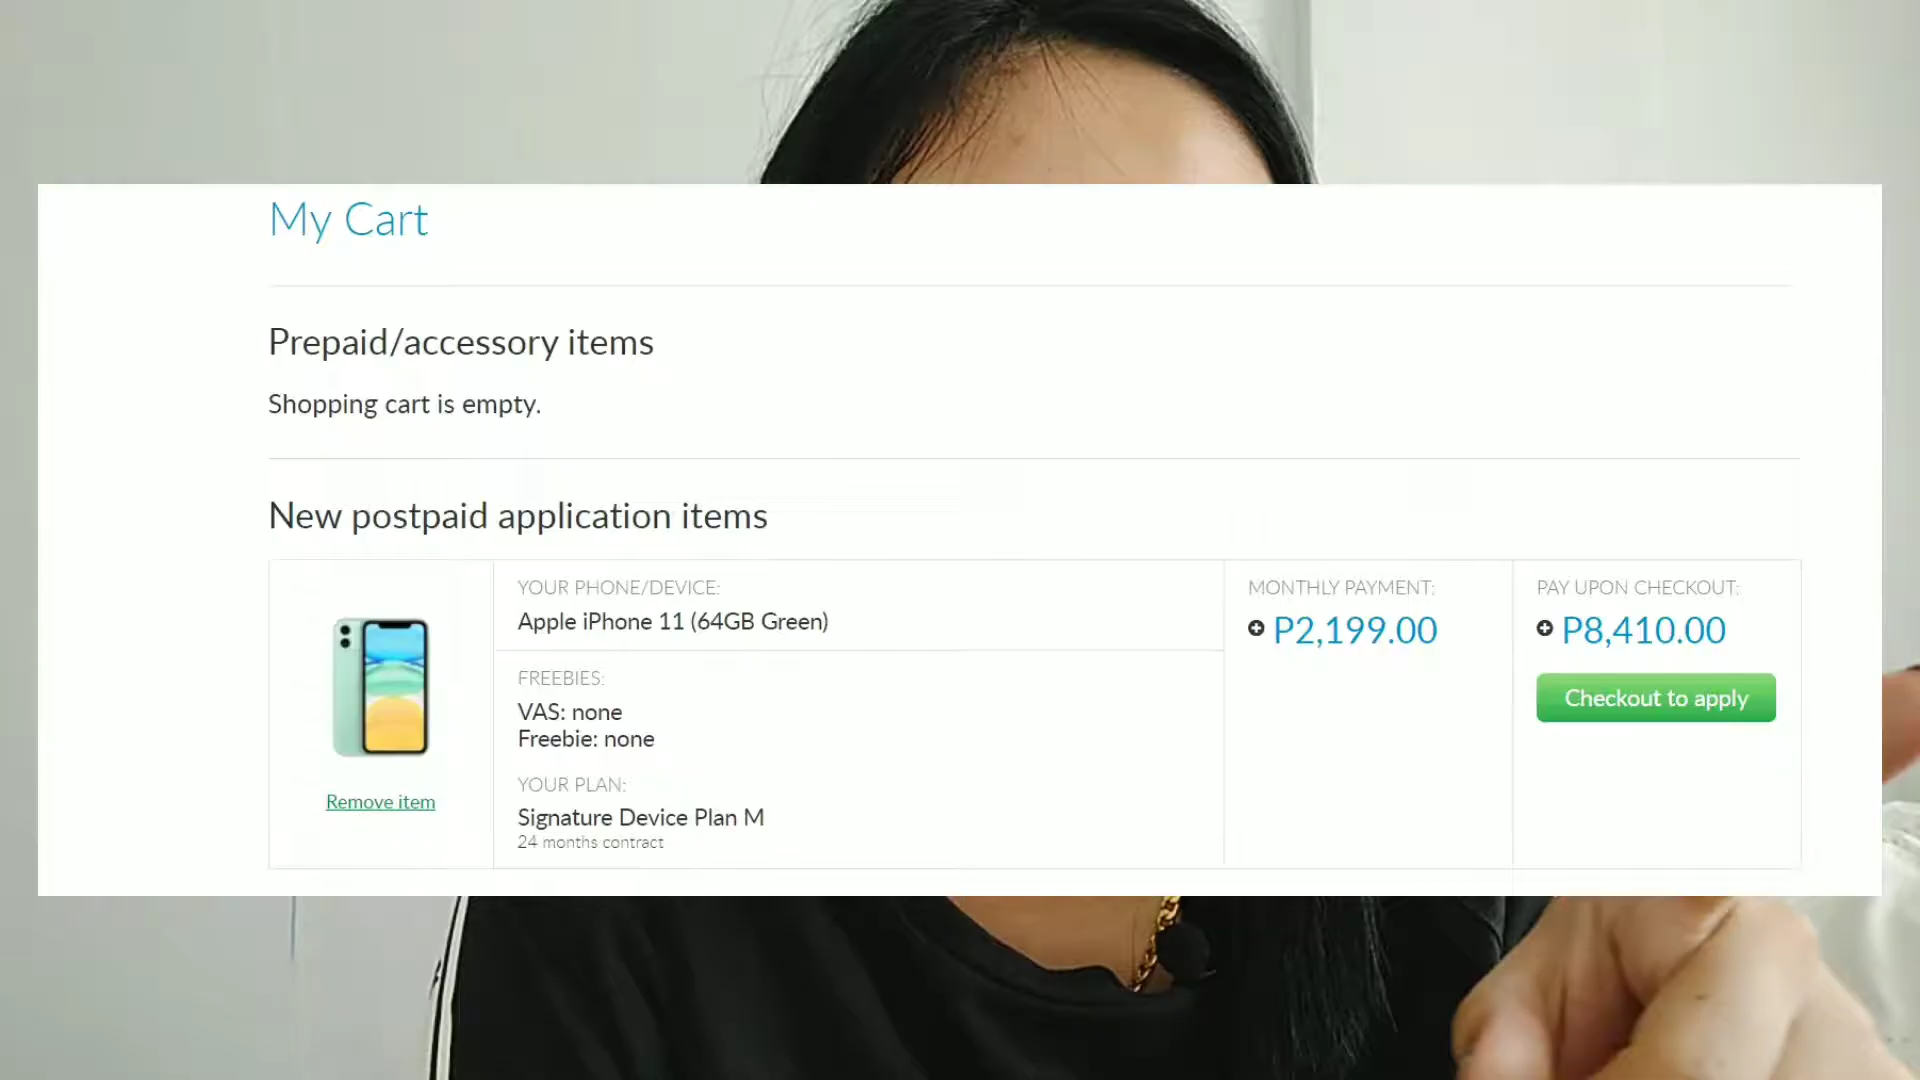 My Cart
Prepaid/accessory items
Shopping cart is empty.
New postpaid application items
YOUR PHONE/DEVICE:
Apple iPhone 11 (64GB Green)
FREEBIES:
VAS: none
Freebie: none
YOUR PLAN:
Signature Device Plan M
24 months contract
Remove item
MONTHLY PAYMENT:
P2,199.00
PAY UPON CHECKOUT:
P8,410.00
Checkout to apply